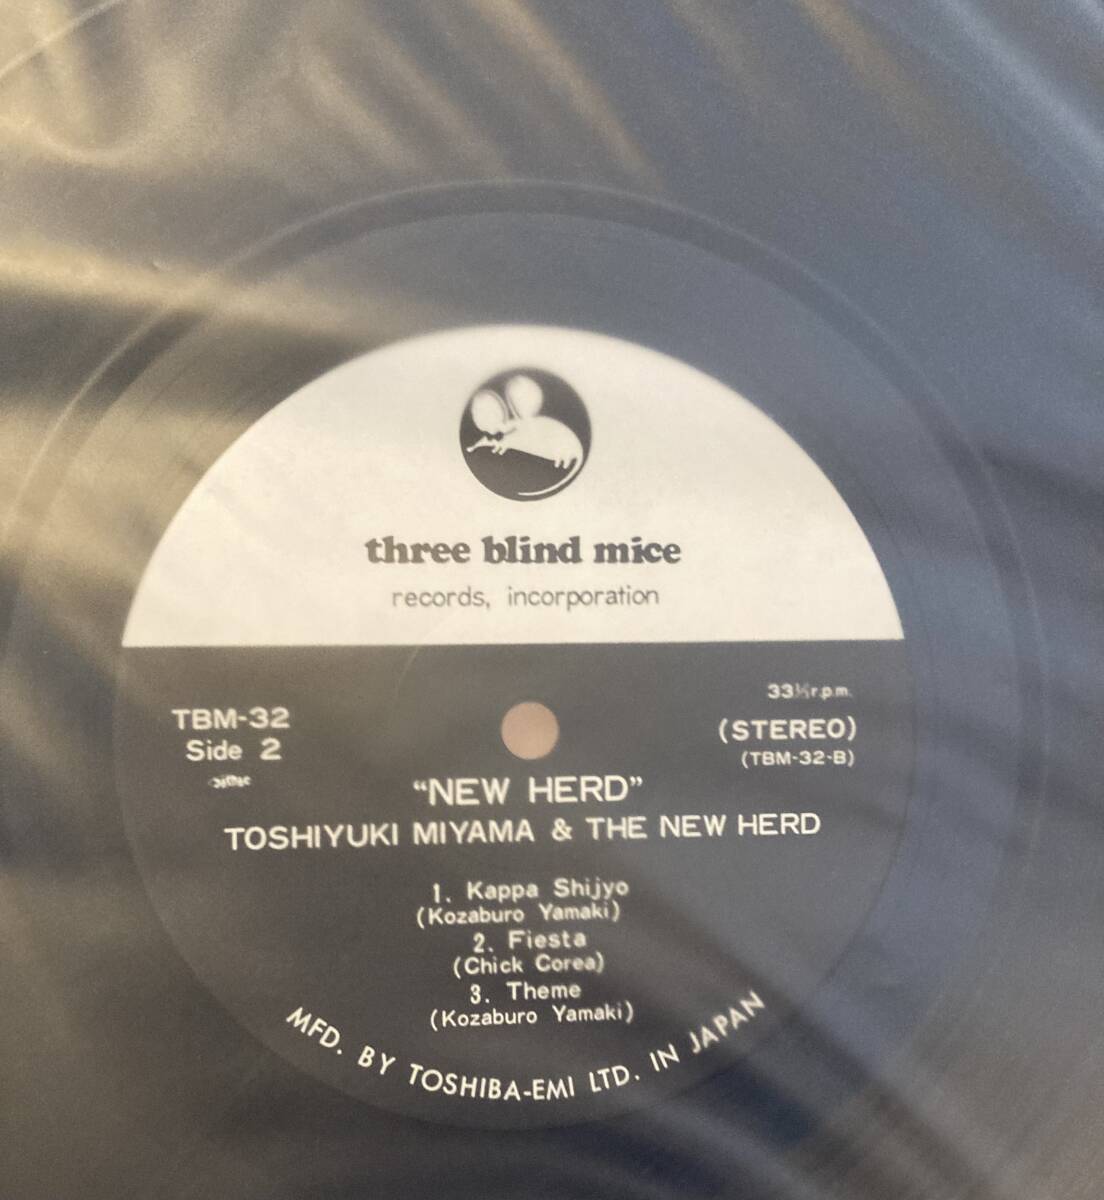 three blind mice
records, incorporation
33⅓ r.p.m.
TBM-32
(STEREO)
Side 2
(TBM-32-B)
“NEW HERD”
TOSHIYUKI MIYAMA & THE NEW HERD
1. Kappa Shijyo
(Kozaburo Yamaki)
2. Fiesta
(Chick Corea)
3. Theme
(Kozaburo Yamaki)
MFD. BY TOSHIBA-EMI LTD. IN JAPAN